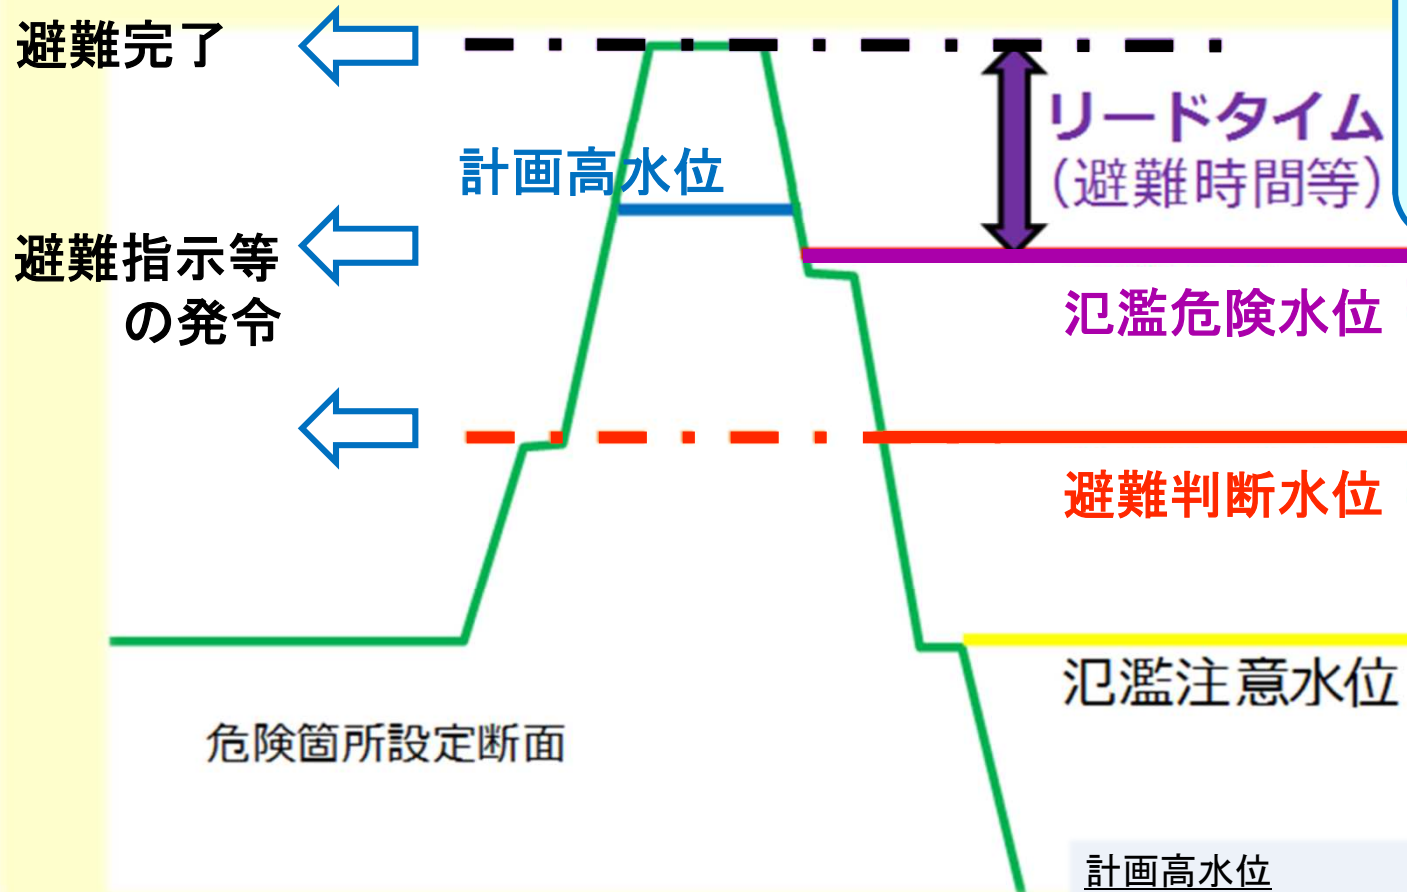 避難完了
リードタイム
(避難時間等)
計画高水位
避難指示等
の発令
氾濫危険水位
避難判断水位
氾濫注意水位
危険箇所設定断面
計画高水位